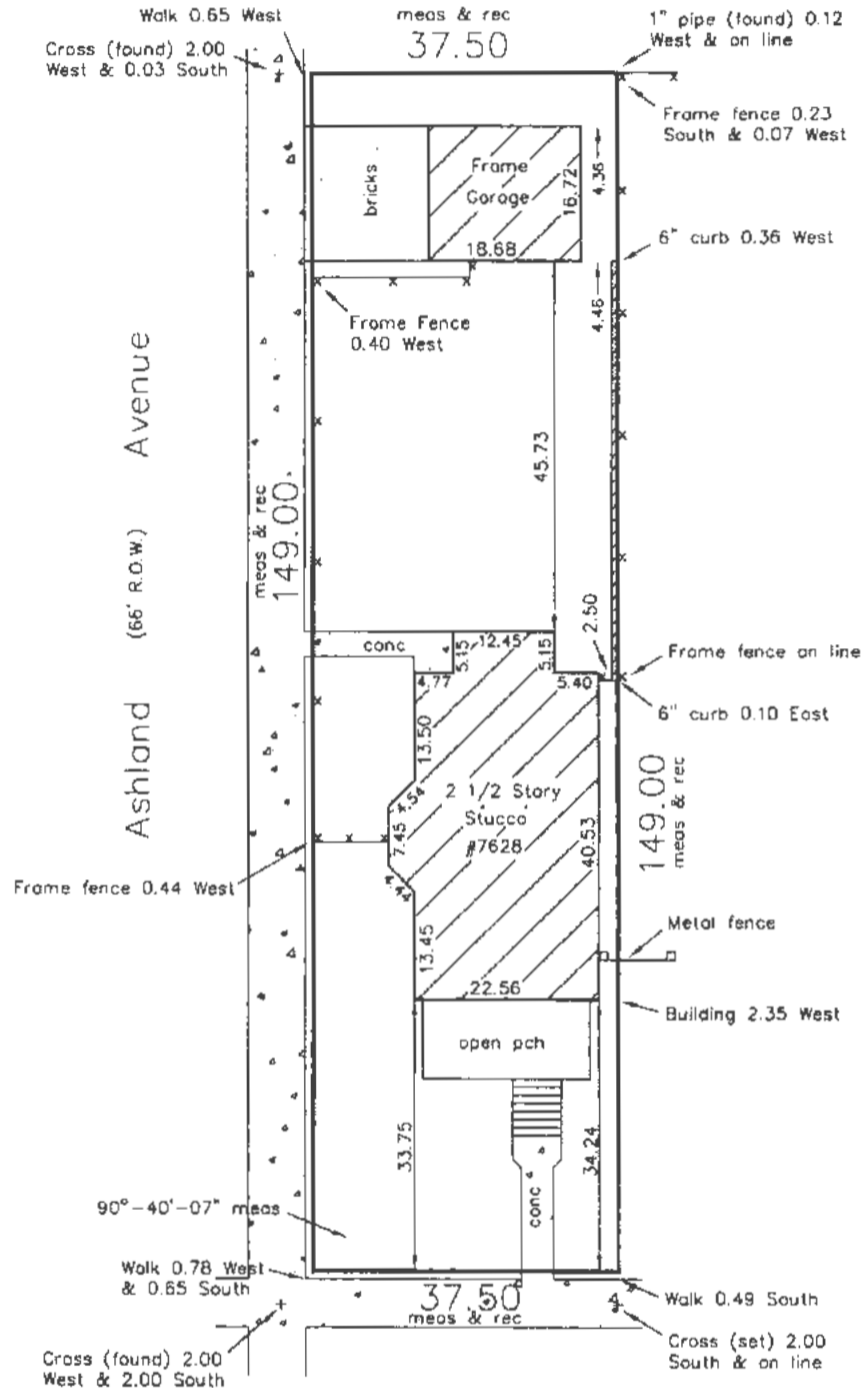 Walk 0.65 West
meas & rec
37.50
1" pipe (found) 0.12
West & on line
Cross (found) 2.00
West & 0.03 South
Frame fence 0.23
South & 0.07 West
bricks
Frame
Garage
16.72
4.36
18.68
6" curb 0.36 West
4.46
Frame Fence
0.40 West
Ashland (66' R.O.W.) Avenue
149.00
meas & rec
45.73
2.50
conc
5.15
12.45
5.15
Frame fence on line
4.77
5.40
6" curb 0.10 East
13.50
2 1/2 Story
Stucco
#7628
7.45
40.53
149.00
meas & rec
Frame fence 0.44 West
13.45
Metal fence
22.56
Building 2.35 West
open pch
33.75
34.24
conc
90°-40'-07" meas
Walk 0.78 West
& 0.65 South
37.50
meas & rec
Walk 0.49 South
Cross (found) 2.00
West & 2.00 South
Cross (set) 2.00
South & on line